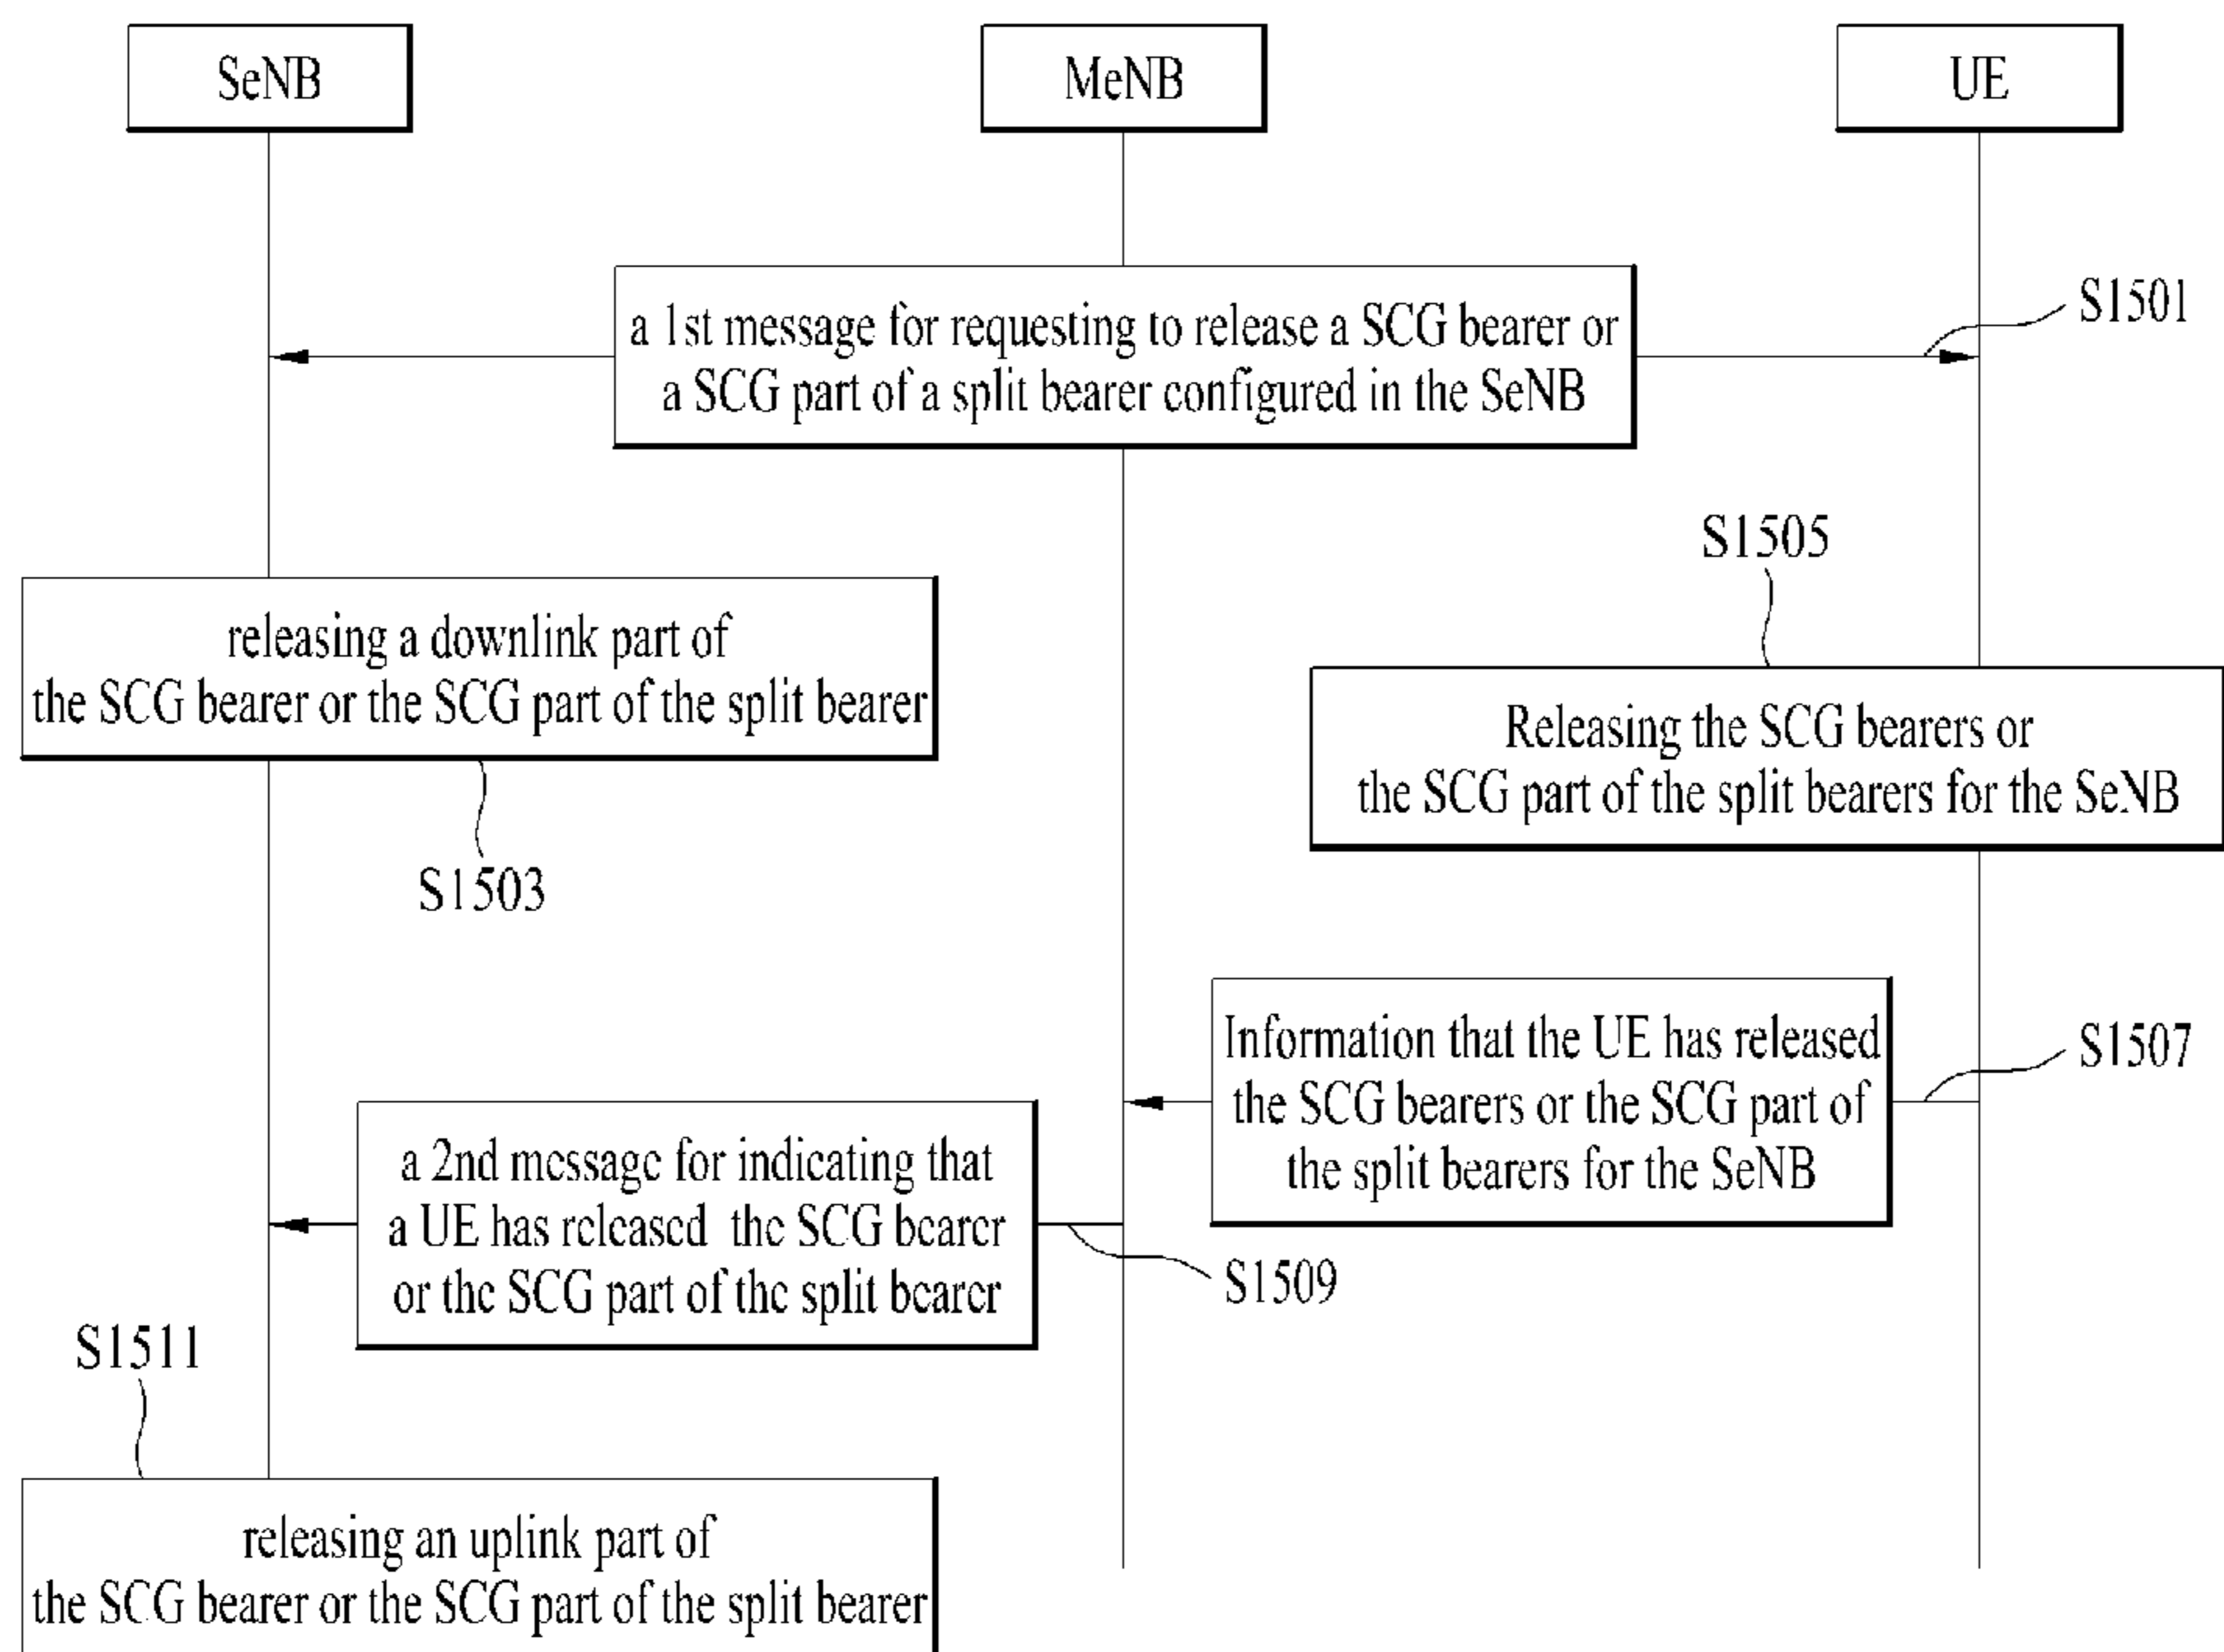 SeNB
MeNB
UE
a 1st message for requesting to release a SCG bearer or
a SCG part of a split bearer configured in the SeNB
S1501
S1505
releasing a downlink part of
the SCG bearer or the SCG part of the split bearer
Releasing the SCG bearers or
the SCG part of the split bearers for the SeNB
S1503
Information that the UE has released
the SCG bearers or the SCG part of
the split bearers for the SeNB
S1507
a 2nd message for indicating that
a UE has released the SCG bearer
or the SCG part of the split bearer
S1509
S1511
releasing an uplink part of
the SCG bearer or the SCG part of the split bearer